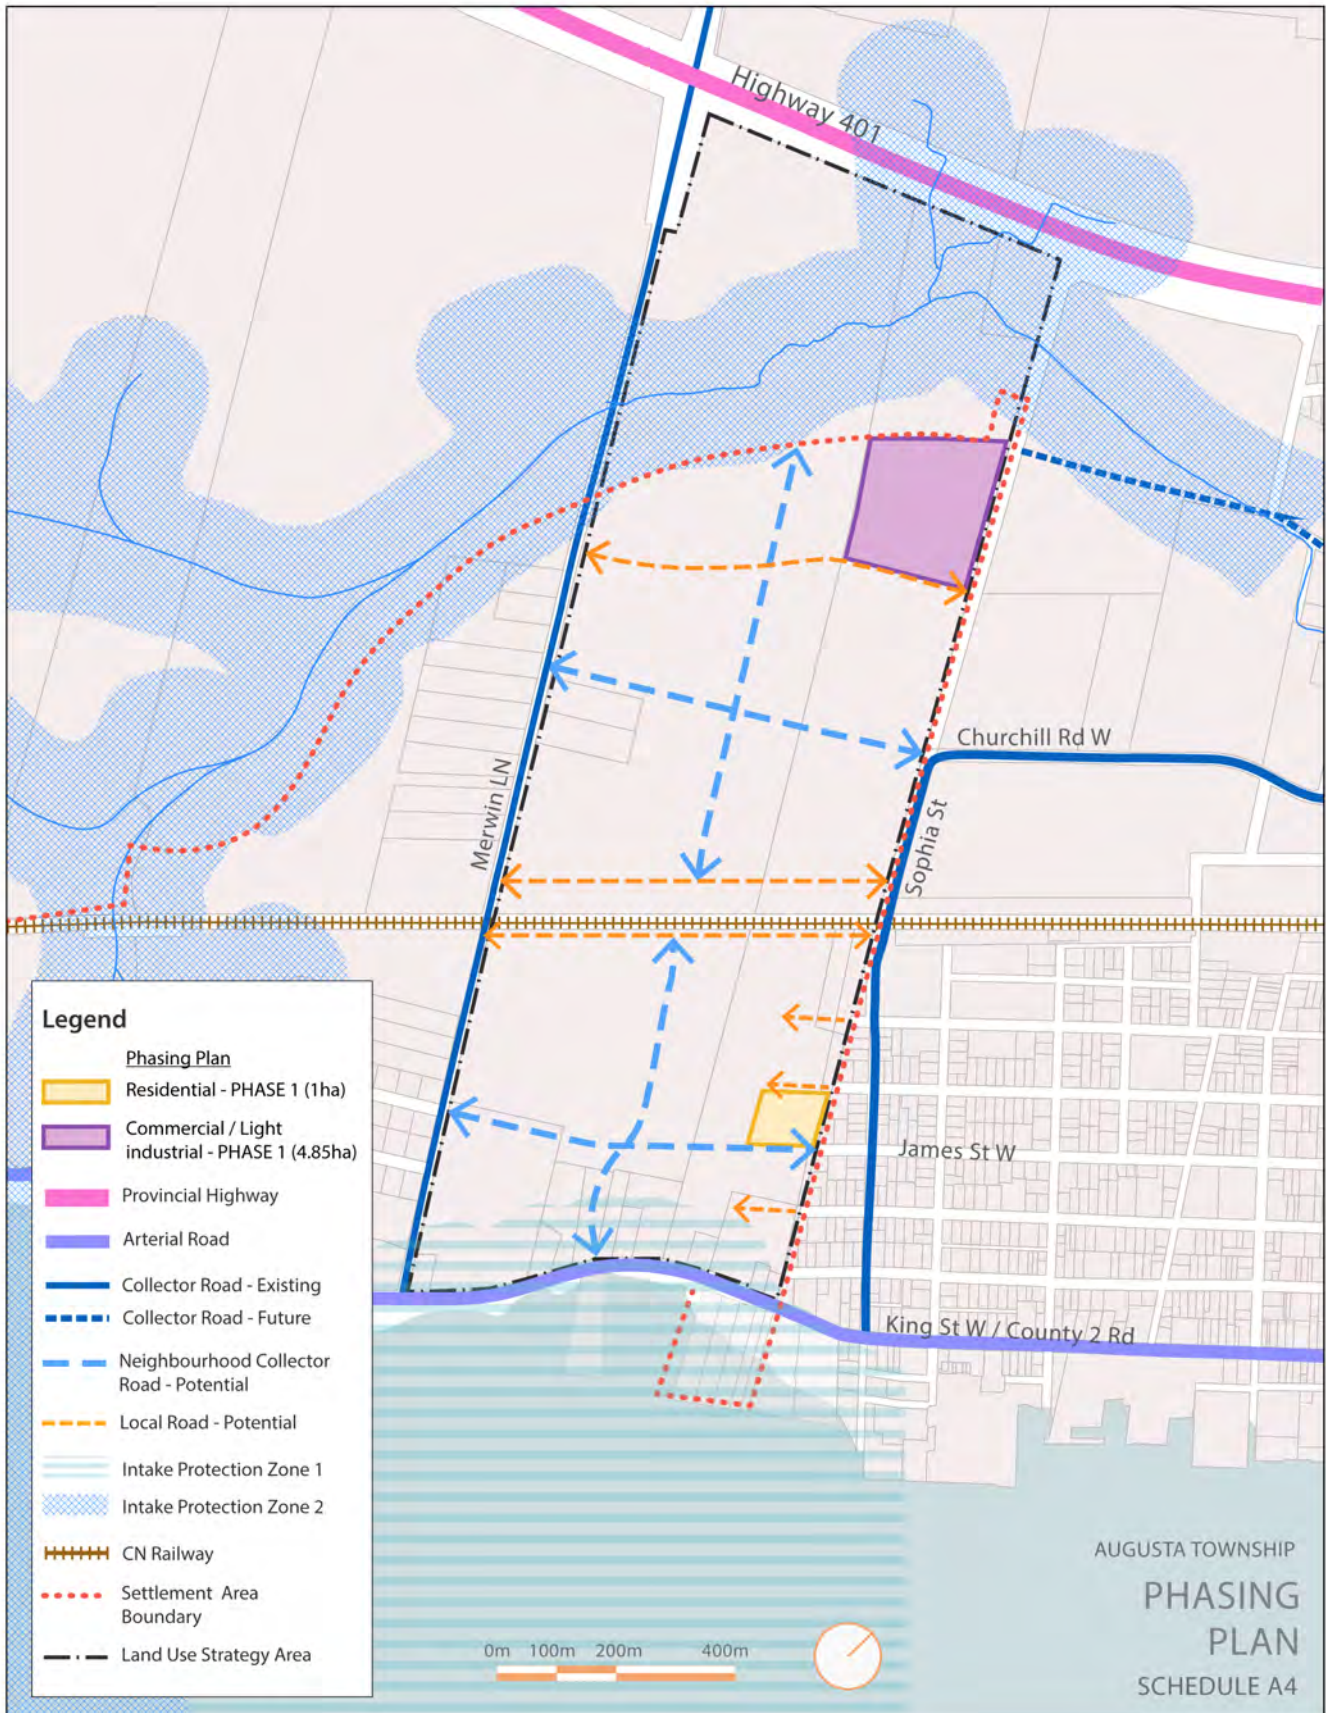 Highway 401
Churchill Rd W
Merwin LN
Sophia St
James St W
King St W / County 2 Rd
Legend
Phasing Plan
Residential - PHASE 1 (1ha)
Commercial / Light
industrial - PHASE 1 (4.85ha)
Provincial Highway
Arterial Road
Collector Road - Existing
Collector Road - Future
Neighbourhood Collector
Road - Potential
Local Road - Potential
Intake Protection Zone 1
Intake Protection Zone 2
CN Railway
Settlement Area
Boundary
Land Use Strategy Area
0m 100m 200m 400m
AUGUSTA TOWNSHIP
PHASING
PLAN
SCHEDULE A4